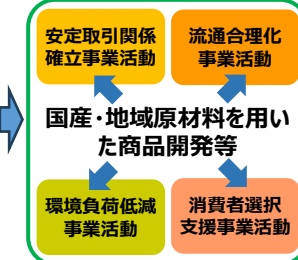 安定取引関係
確立事業活動
流通合理化
事業活動
国産・地域原材料を用い
た商品開発等
環境負荷低減
事業活動
消費者選択
支援事業活動